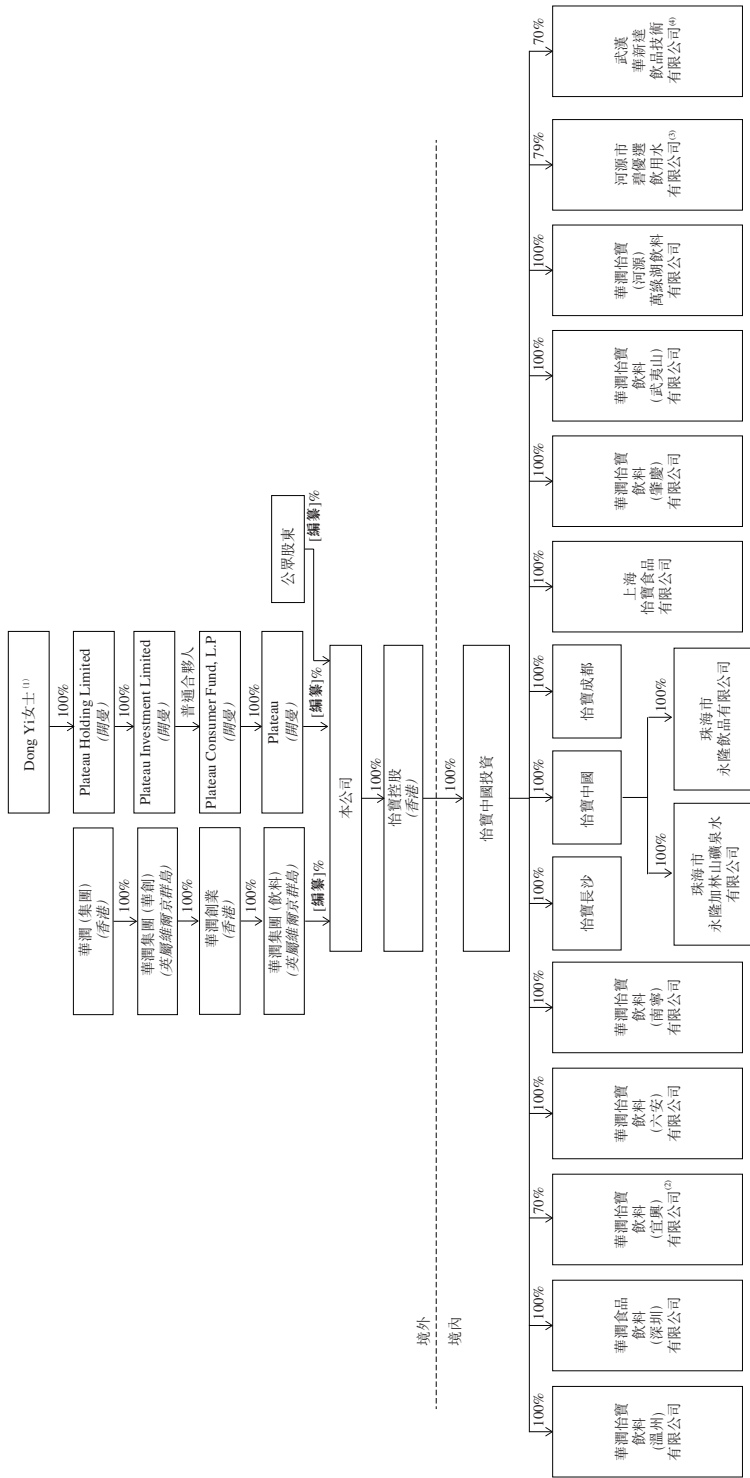 Dong Yi女士(1)
100%
華潤 (集團)
(香港)
Plateau Holding Limited
(開曼)
100%
100%
華潤集團 (華創)
(英屬維爾京群島)
Plateau Investment Limited
(開曼)
100%
普通合夥人
華潤創業
(香港)
Plateau Consumer Fund, L.P
(開曼)
100%
100%
華潤集團 (飲料)
(英屬維爾京群島)
Plateau
(開曼)
公眾股東
[編纂]%
[編纂]%
[編纂]%
本公司
100%
怡寶控股
(香港)
境外
境內
100%
怡寶中國投資
100%
華潤怡寶
飲料
(溫州)
有限公司
100%
華潤食品
飲料
(深圳)
有限公司
70%
華潤怡寶
飲料
(宜興)
有限公司(2)
100%
華潤怡寶
飲料
(六安)
有限公司
100%
華潤怡寶
飲料
(南寧)
有限公司
100%
怡寶長沙
100%
怡寶中國
100%
怡寶成都
100%
上海
怡寶食品
有限公司
100%
華潤怡寶
飲料
(肇慶)
有限公司
100%
華潤怡寶
飲料
(武夷山)
有限公司
100%
華潤怡寶
(河源)
萬綠湖飲料
有限公司
79%
河源市
碧優選
飲用水
有限公司(3)
70%
武漢
華新達
飲品技術
有限公司(4)
100%
珠海市
永隆加林山礦泉水
有限公司
100%
珠海市
永隆飲品有限公司